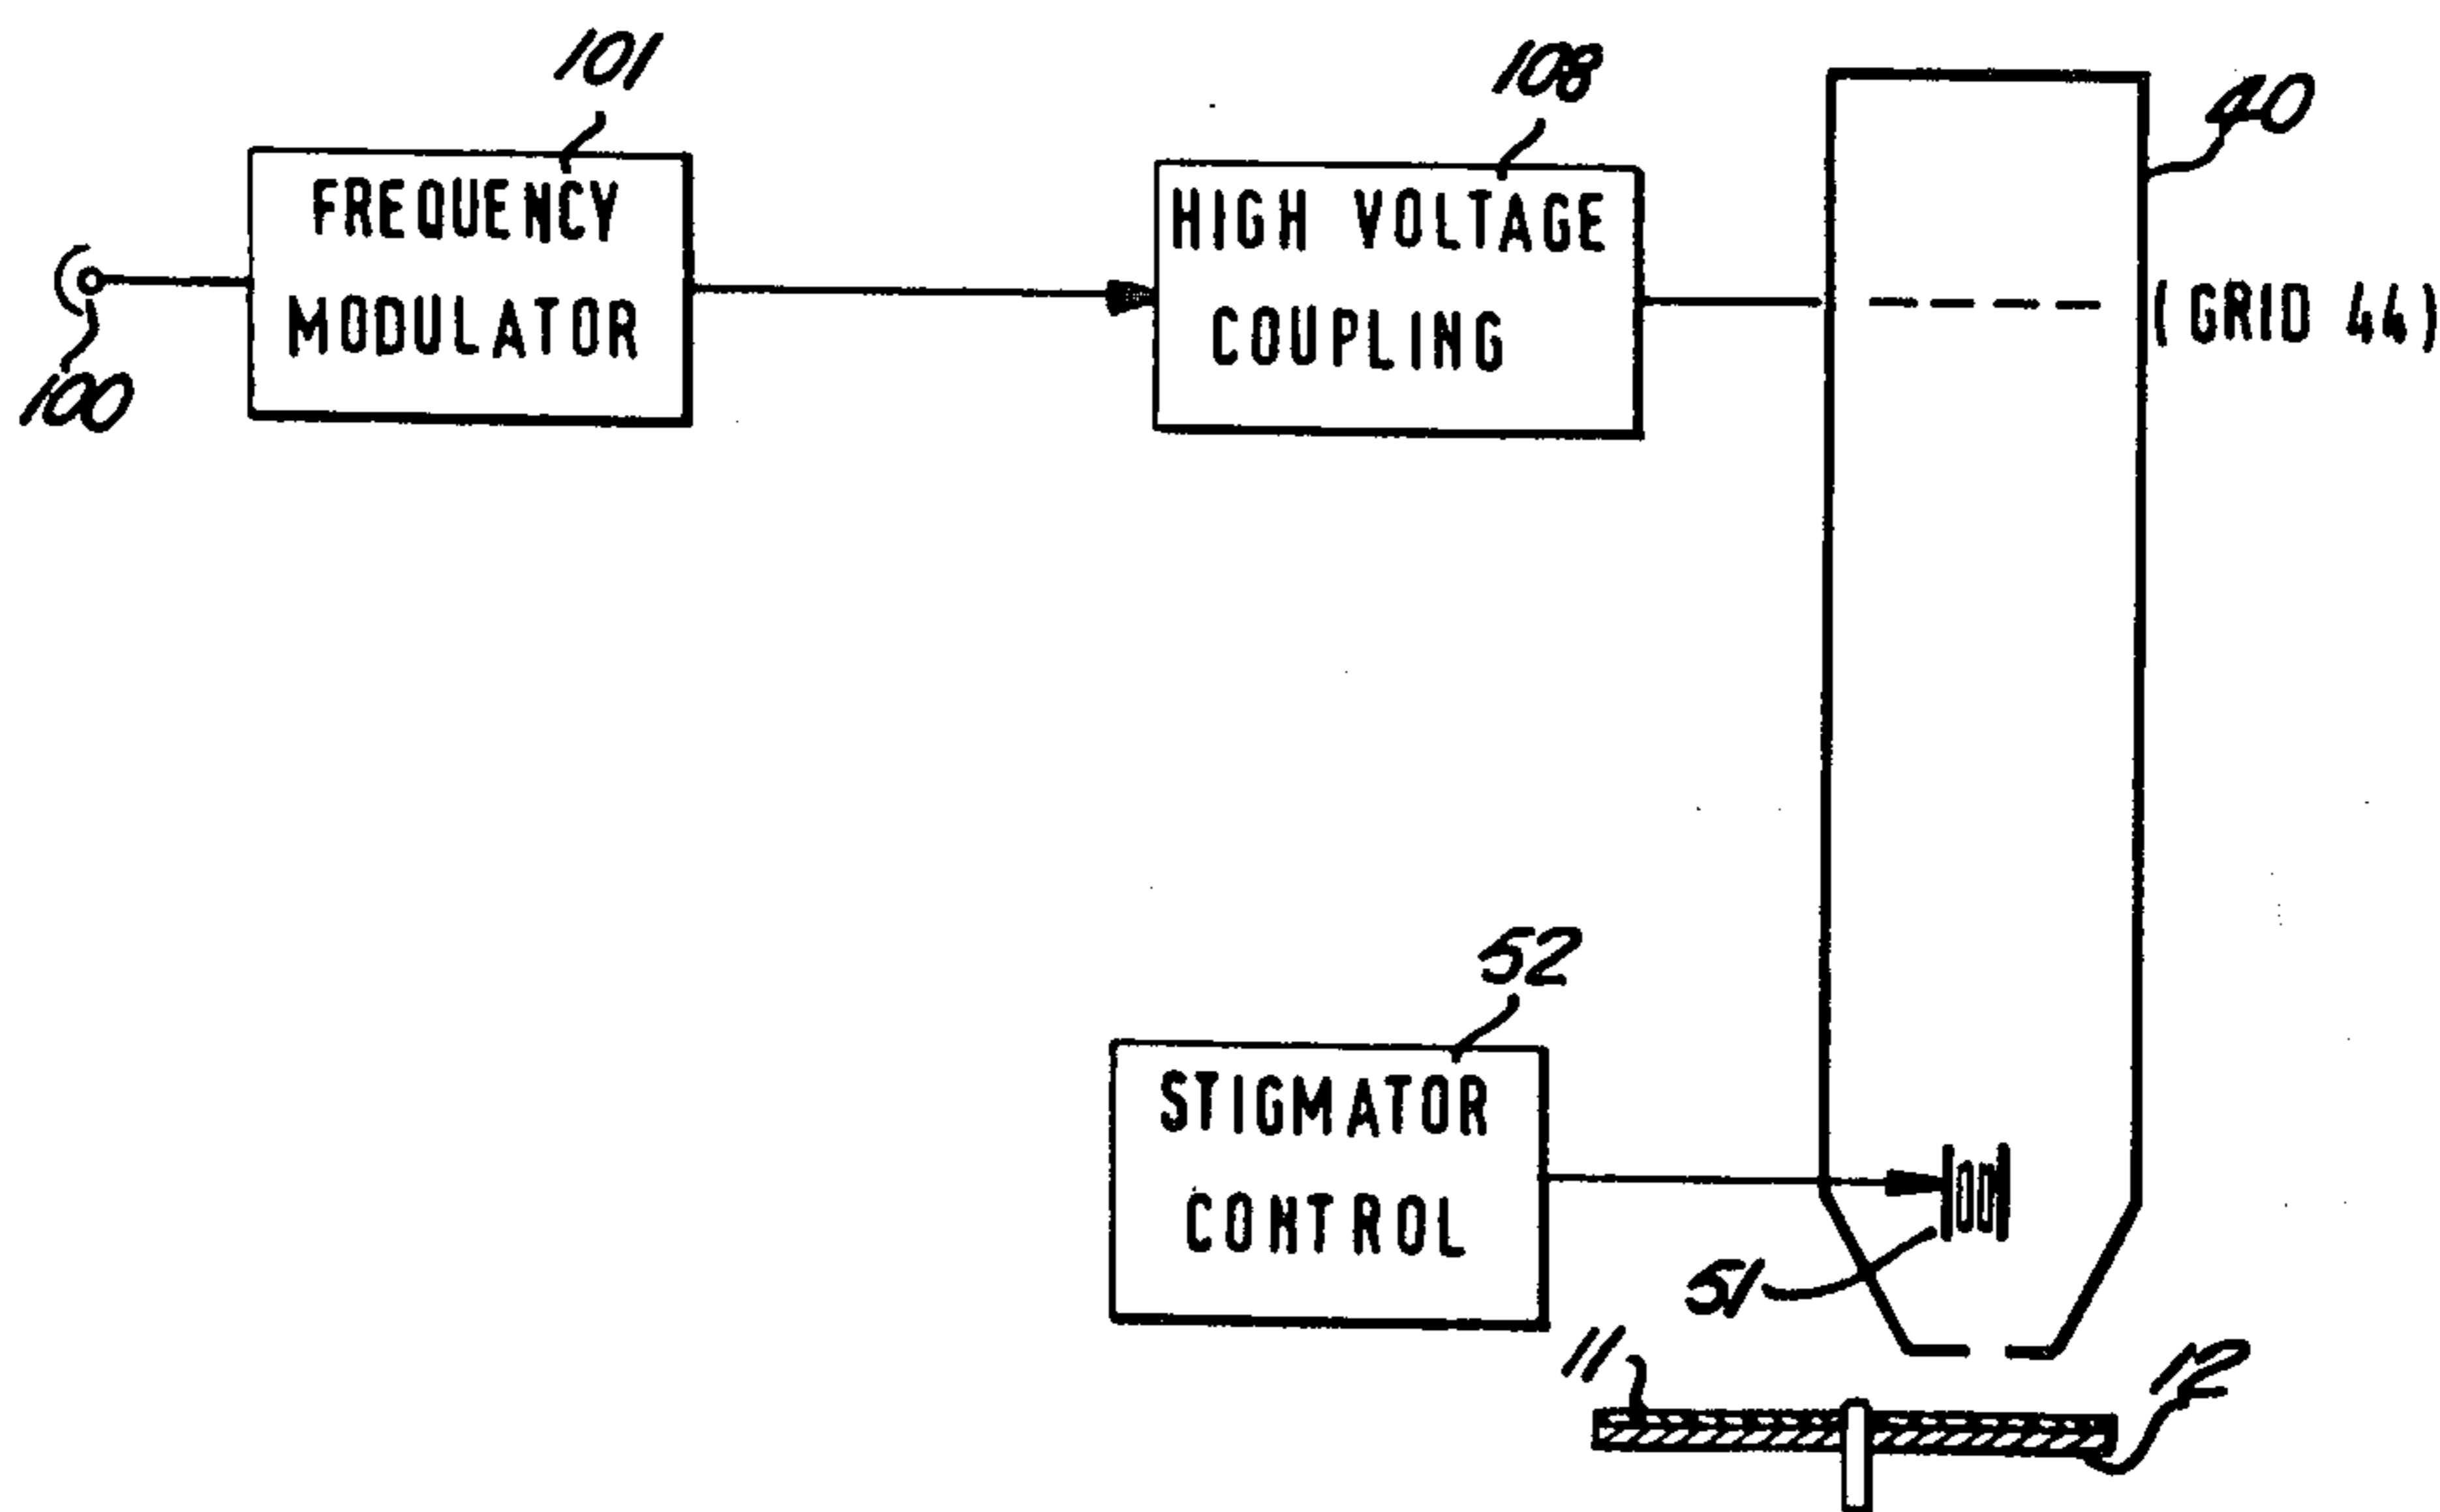 101
108
40
FREQUENCY
MODULATOR
HIGH VOLTAGE
COUPLING
(GRID 44)
100
52
STIGMATOR
CONTROL
51
11
12